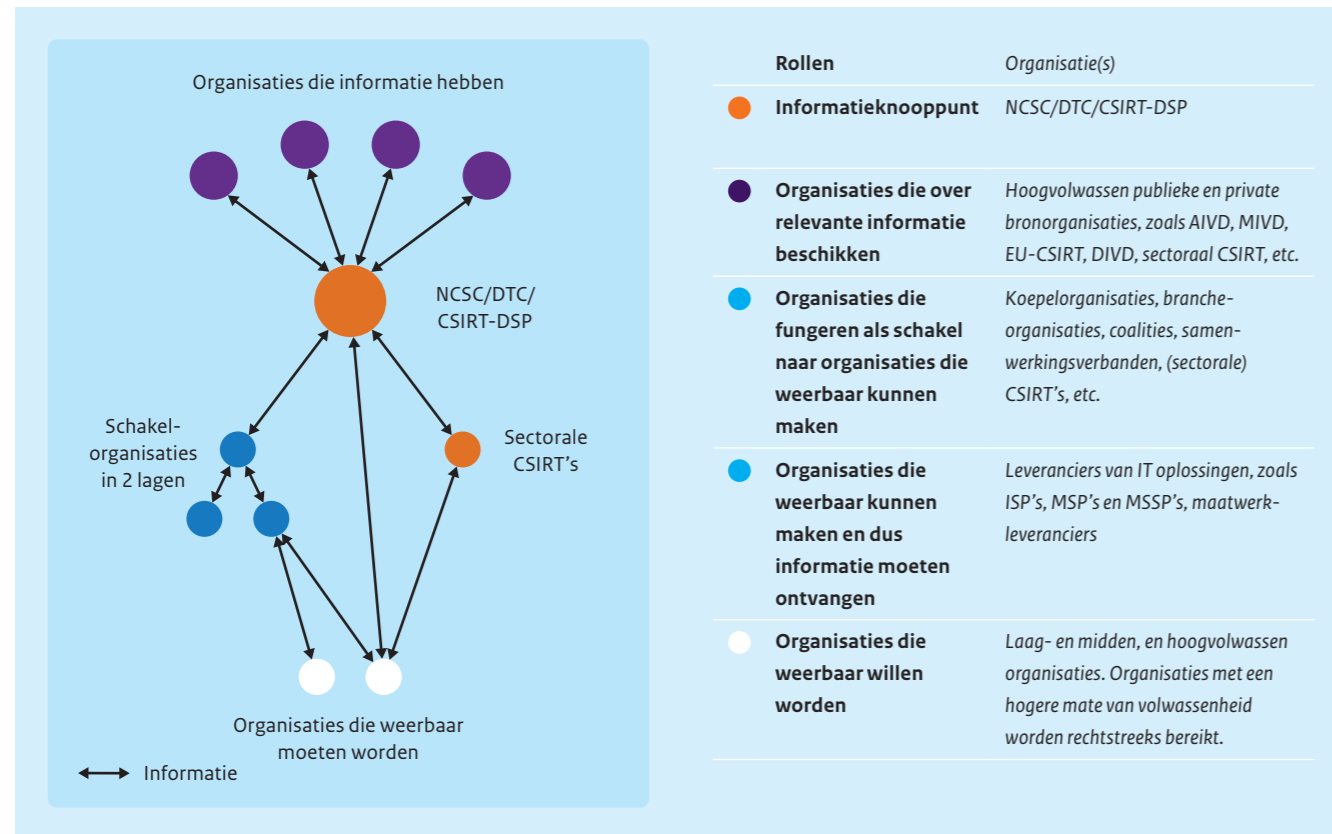 Organisaties die informatie hebben
NCSC/DTC/
CSIRT-DSP
Schakel-
organisaties
in 2 lagen
Sectorale
CSIRT’s
Organisaties die weerbaar
moeten worden
Informatie
Rollen Organisatie(s)
Informatieknooppunt NCSC/DTC/CSIRT-DSP
Organisaties die over
relevante informatie
beschikken
Hoogvolwassen publieke en private
bronorganisaties, zoals AIVD, MIVD,
EU-CSIRT, DIVD, sectoraal CSIRT, etc.
Organisaties die
fungeren als schakel
naar organisaties die
weerbaar kunnen
maken
Koepelorganisaties, branche-
organisaties, coalities, samen-
werkingsverbanden, (sectorale)
CSIRT’s, etc.
Organisaties die
weerbaar kunnen
maken en dus
informatie moeten
ontvangen
Leveranciers van IT oplossingen, zoals
ISP’s, MSP’s en MSSP’s, maatwerk-
leveranciers
Organisaties die
weerbaar willen
worden
Laag- en midden, en hoogvolwassen
organisaties. Organisaties met een
hogere mate van volwassenheid
worden rechtstreeks bereikt.